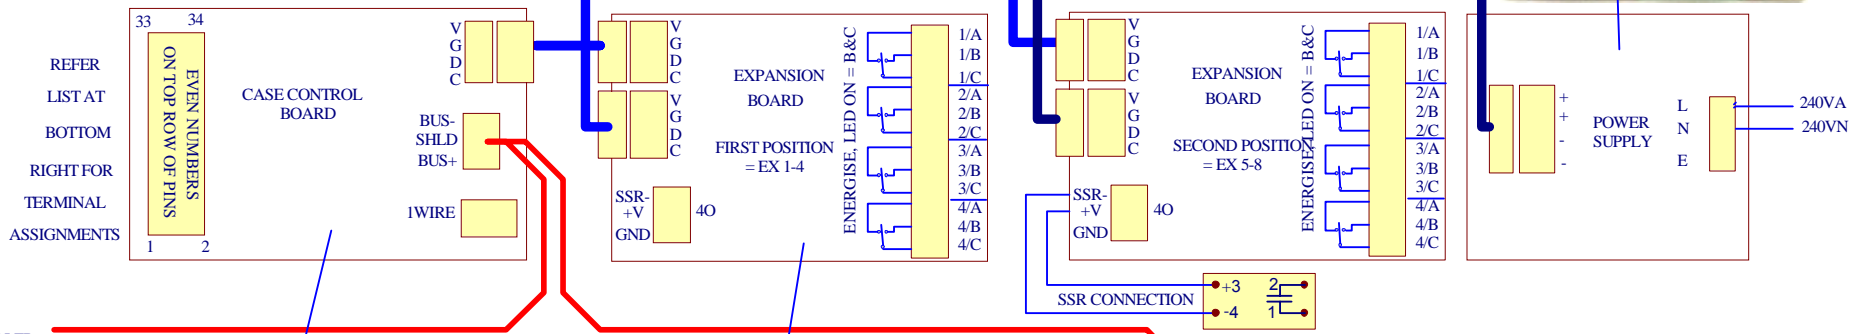 REFER
LIST AT
BOTTOM
RIGHT FOR
TERMINAL
ASSIGNMENTS
33
34
EVEN NUMBERS
ON TOP ROW OF PINS
1
2
CASE CONTROL
BOARD
V
G
D
C
BUS-
SHLD
BUS+
1WIRE
V
G
D
C
V
G
D
C
EXPANSION
BOARD
FIRST POSITION
= EX 1-4
SSR-
+V
GND
4O
ENERGISE, LED ON = B&C
1/A
1/B
1/C
2/A
2/B
2/C
3/A
3/B
3/C
4/A
4/B
4/C
V
G
D
C
V
G
D
C
EXPANSION
BOARD
SECOND POSITION
= EX 5-8
SSR-
+V
GND
4O
ENERGISE, LED ON = B&C
1/A
1/B
1/C
2/A
2/B
2/C
3/A
3/B
3/C
4/A
4/B
4/C
SSR CONNECTION
+3
-4
2
1
+
+
-
-
POWER
SUPPLY
L
N
E
240VA
240VN